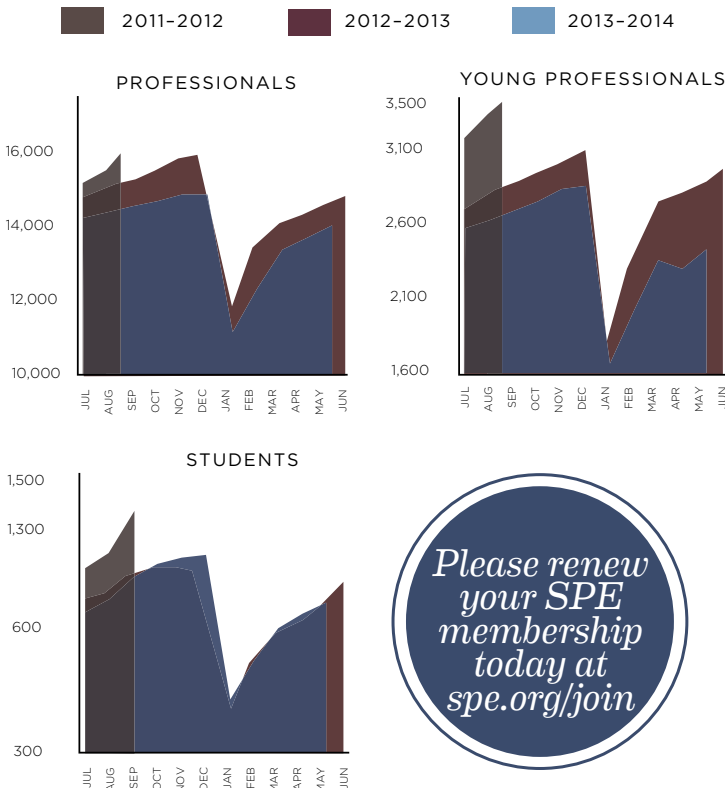 2011–2012 2012–2013 2013–2014
PROFESSIONALS
16,000
14,000
12,000
10,000
JUL AUG SEP OCT NOV DEC JAN FEB MAR APR MAY JUN
YOUNG PROFESSIONALS
3,500
3,100
2,600
2,100
1,600
JUL AUG SEP OCT NOV DEC JAN FEB MAR APR MAY JUN
STUDENTS
1,500
1,300
600
300
JUL AUG SEP OCT NOV DEC JAN FEB MAR APR MAY JUN
Please renew
your SPE
membership
today at
spe.org/join